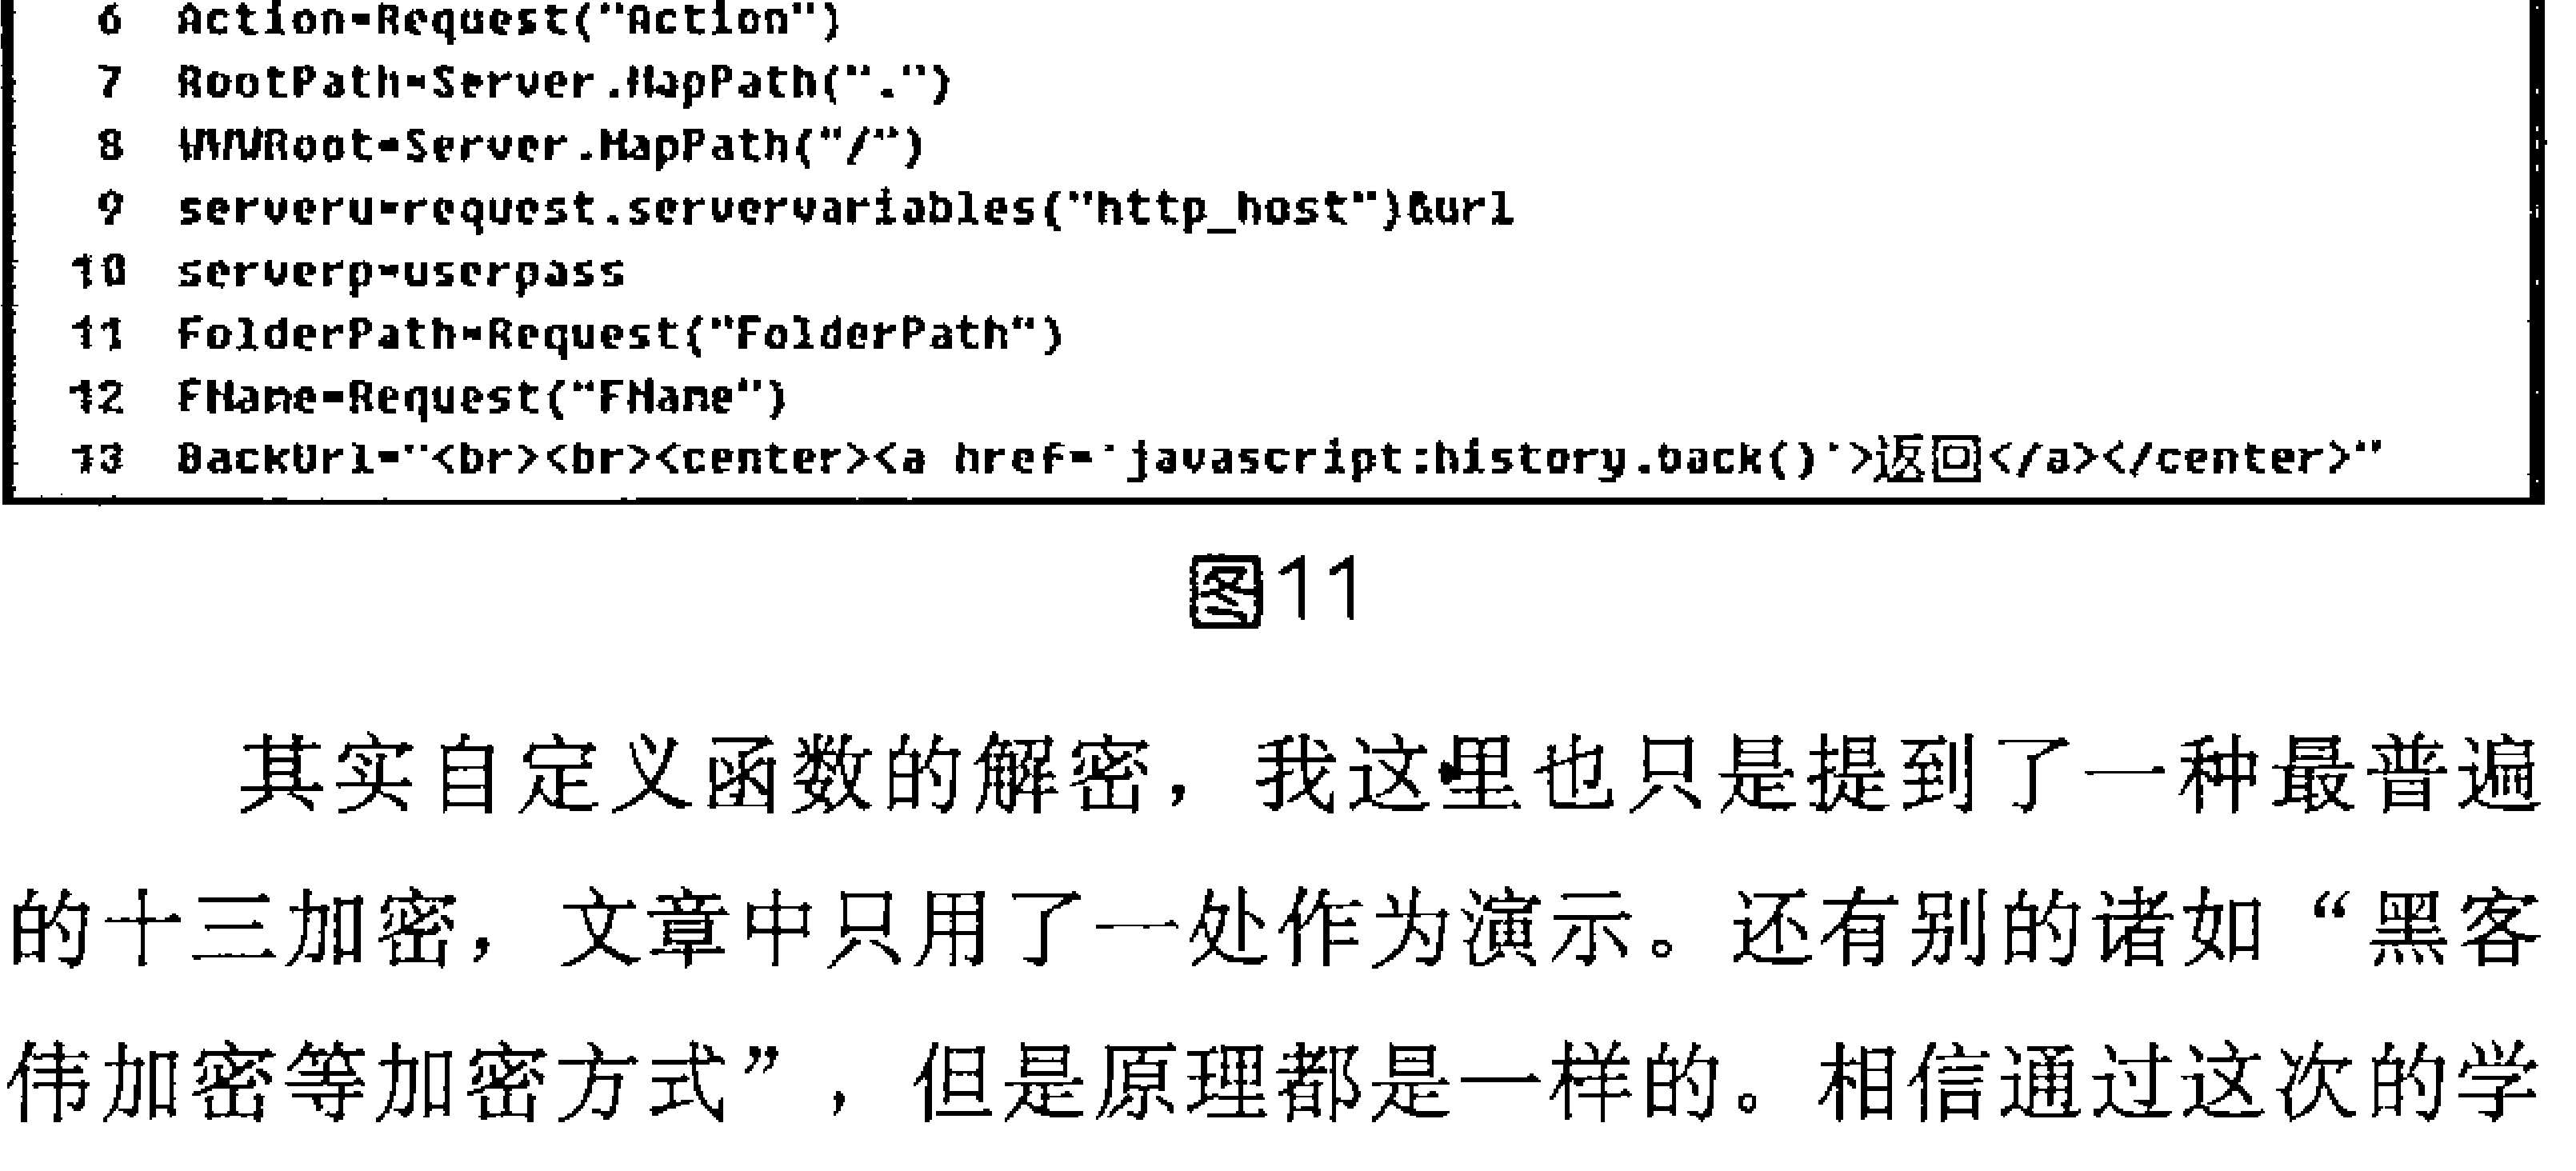 6 Action=Request("Action")
7 RootPath=Server.MapPath(".")
8 WWWRoot=Server.MapPath("/")
9 serveru=request.servervariables("http_host")&url
10 serverp=userpass
11 FolderPath=Request("FolderPath")
12 FName=Request("FName")
13 BackUrl="<br><br><center><a href='javascript:history.back()'>返回</a></center>"
图11
其实自定义函数的解密，我这里也只是提到了一种最普遍
的十三加密，文章中只用了一处作为演示。还有别的诸如“黑客
伟加密等加密方式”，但是原理都是一样的。相信通过这次的学